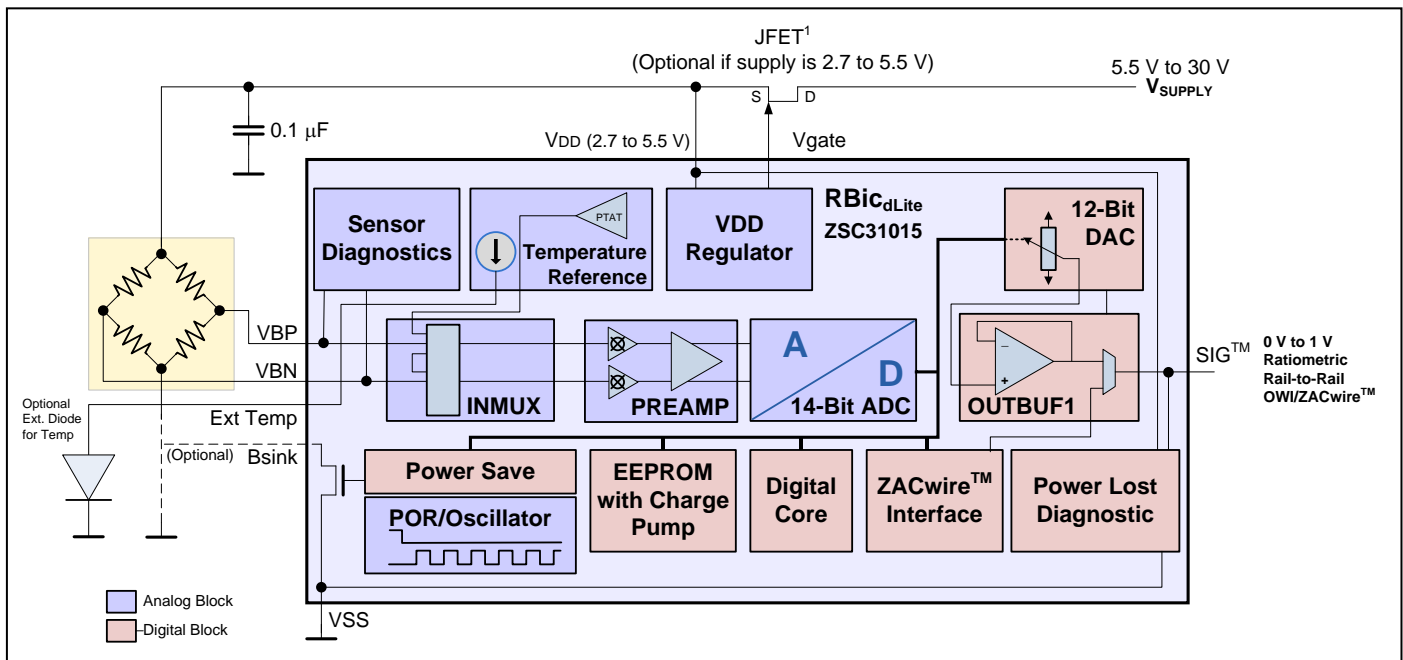 JFET1
(Optional if supply is 2.7 to 5.5 V)
5.5 V to 30 V
VSUPPLY
S
D
0.1 μF
VDD (2.7 to 5.5 V)
Vgate
Sensor
Diagnostics
PTAT
Temperature
Reference
VDD
Regulator
RBicdLite
ZSC31015
12-Bit
DAC
VBP
VBN
INMUX
PREAMP
A
D
14-Bit ADC
OUTBUF1
SIG™
0 V to 1 V
Ratiometric
Rail-to-Rail
OWI/ZACwire™
Optional
Ext. Diode
for Temp
Ext Temp
(Optional)
Bsink
Power Save
POR/Oscillator
EEPROM
with Charge
Pump
Digital
Core
ZACwire™
Interface
Power Lost
Diagnostic
Analog Block
Digital Block
VSS